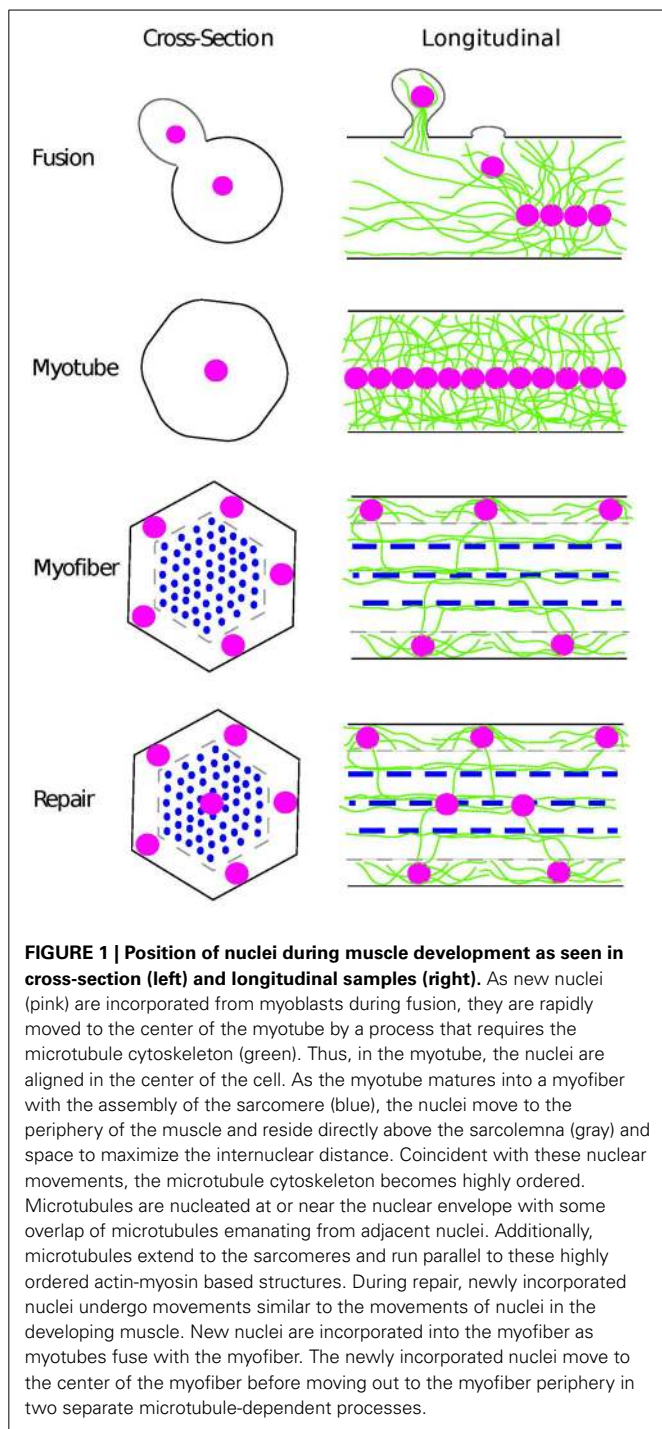 Cross-Section
Longitudinal
Fusion
Myotube
Myofiber
Repair
FIGURE 1 | Position of nuclei during muscle development as seen in
cross-section (left) and longitudinal samples (right). As new nuclei
(pink) are incorporated from myoblasts during fusion, they are rapidly
moved to the center of the myotube by a process that requires the
microtubule cytoskeleton (green). Thus, in the myotube, the nuclei are
aligned in the center of the cell. As the myotube matures into a myofiber
with the assembly of the sarcomere (blue), the nuclei move to the
periphery of the muscle and reside directly above the sarcolemna (gray) and
space to maximize the internuclear distance. Coincident with these nuclear
movements, the microtubule cytoskeleton becomes highly ordered.
Microtubules are nucleated at or near the nuclear envelope with some
overlap of microtubules emanating from adjacent nuclei. Additionally,
microtubules extend to the sarcomeres and run parallel to these highly
ordered actin-myosin based structures. During repair, newly incorporated
nuclei undergo movements similar to the movements of nuclei in the
developing muscle. New nuclei are incorporated into the myofiber as
myotubes fuse with the myofiber. The newly incorporated nuclei move to
the center of the myofiber before moving out to the myofiber periphery in
two separate microtubule-dependent processes.